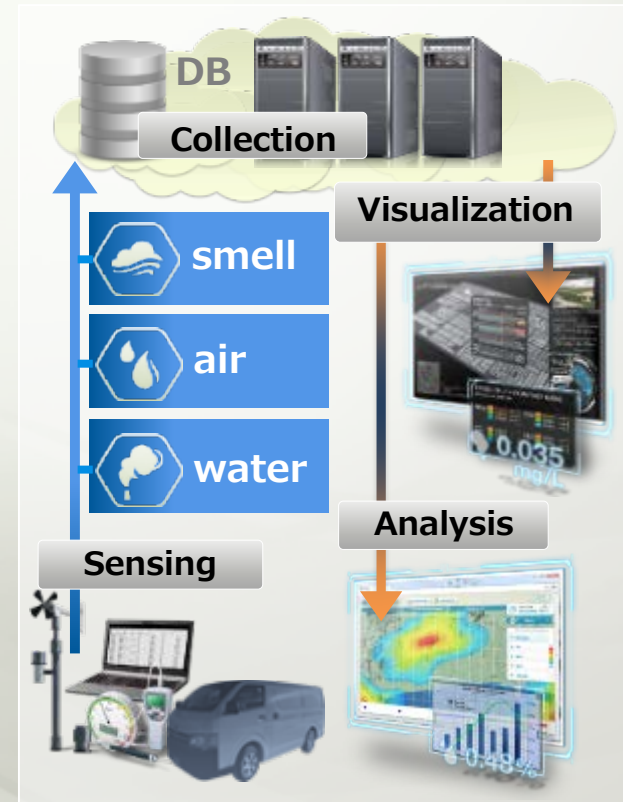 DB
Collection
Visualization
smell
air
water
0.035
mg/L
Analysis
Sensing
0.48%